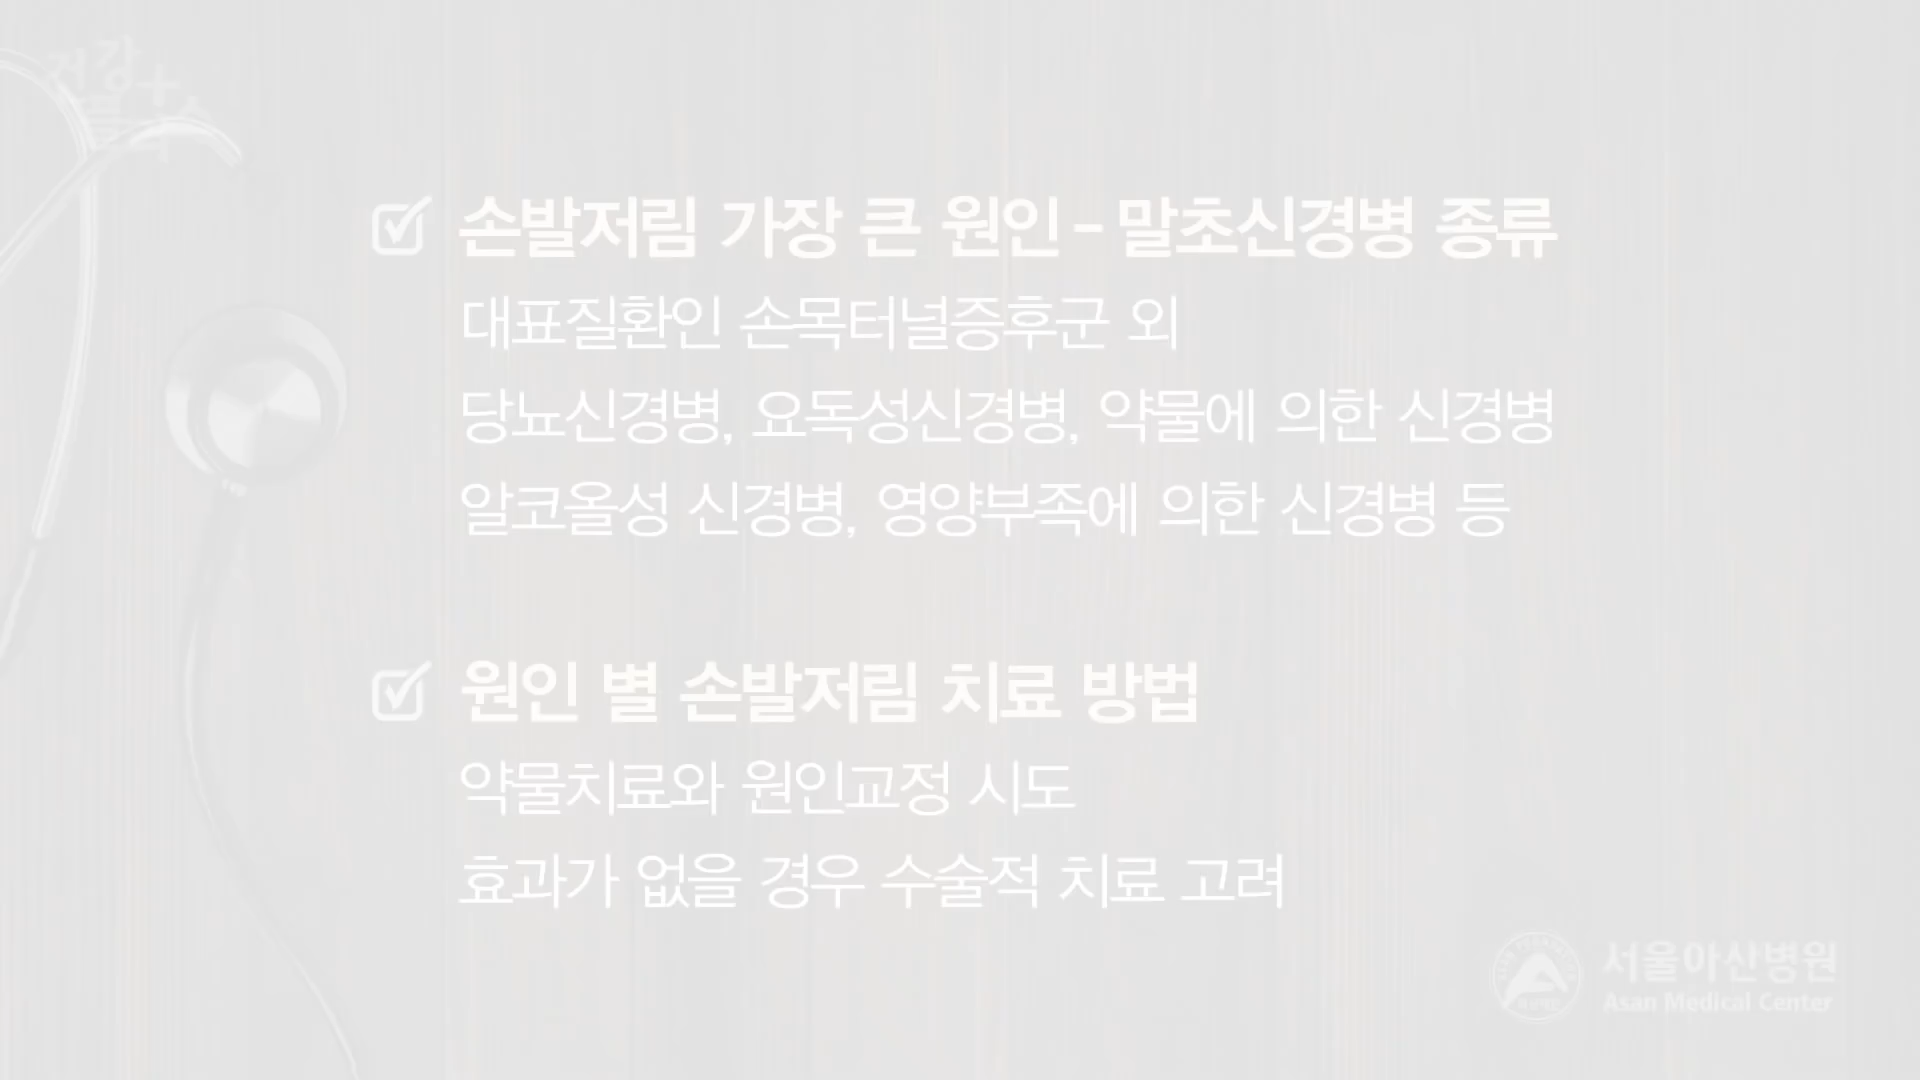 건강
플러스
손발저림 가장 큰 원인 - 말초신경병 종류
대표질환인 손목터널증후군 외
당뇨신경병, 요독성신경병, 약물에 의한 신경병
알코올성 신경병, 영양부족에 의한 신경병 등
원인 별 손발저림 치료 방법
약물치료와 원인교정 시도
효과가 없을 경우 수술적 치료 고려
서울아산병원
Asan Medical Center